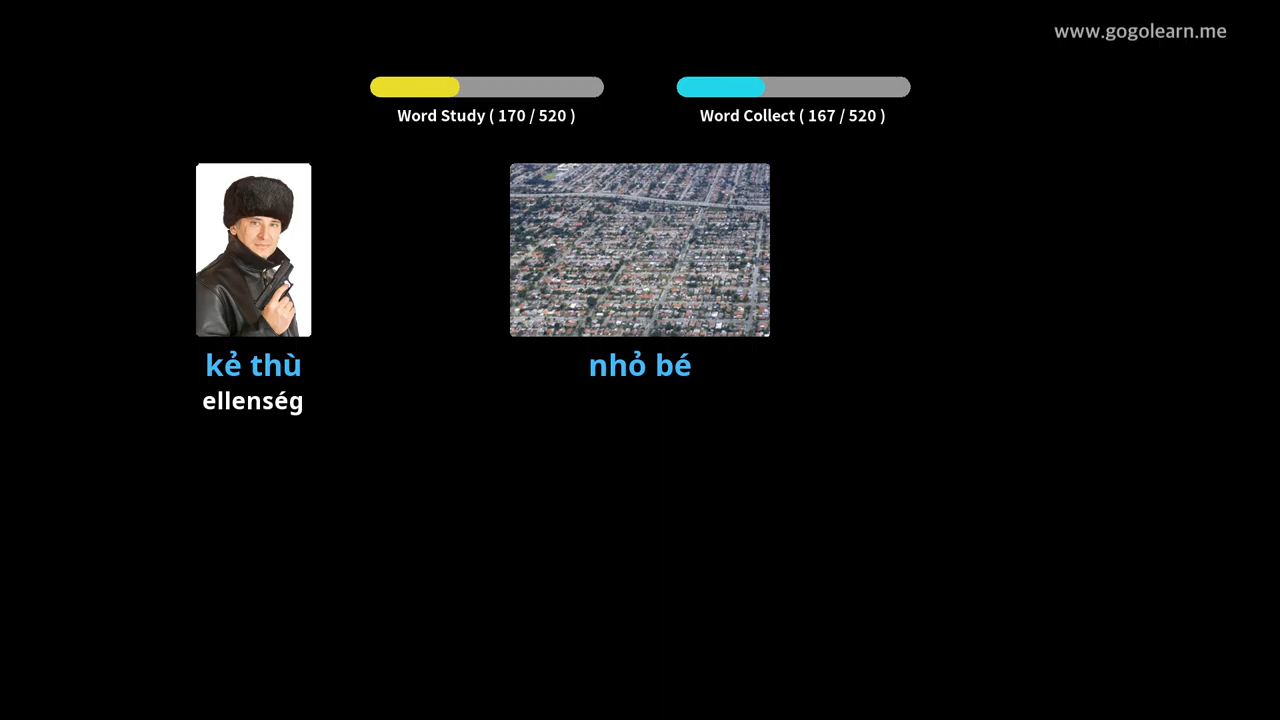 www.gogolearn.me
Word Study ( 170 / 520 )
Word Collect ( 167 / 520 )
kẻ thù
ellenség
nhỏ bé